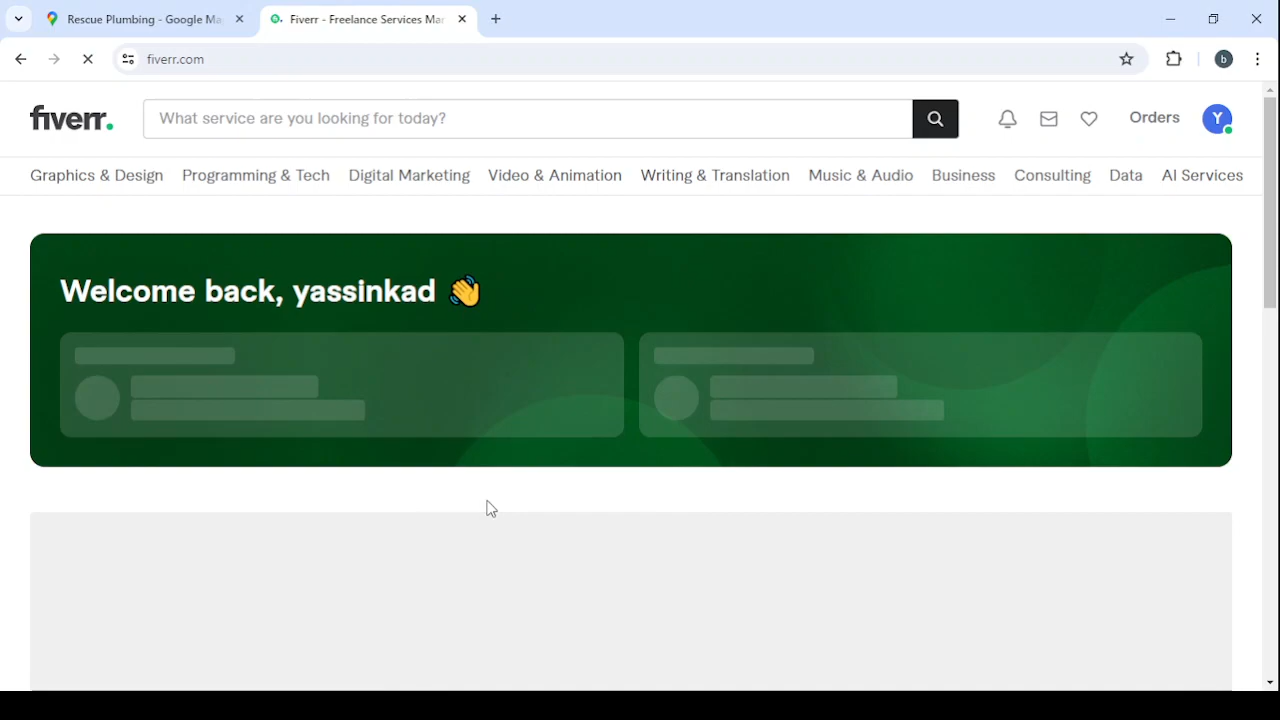 Rescue Plumbing - Google Ma
Fiverr - Freelance Services Mar
fiverr.com
b
fiverr.
What service are you looking for today?
Orders
Y
Graphics & Design
Programming & Tech
Digital Marketing
Video & Animation
Writing & Translation
Music & Audio
Business
Consulting
Data
AI Services
Welcome back, yassinkad 👋